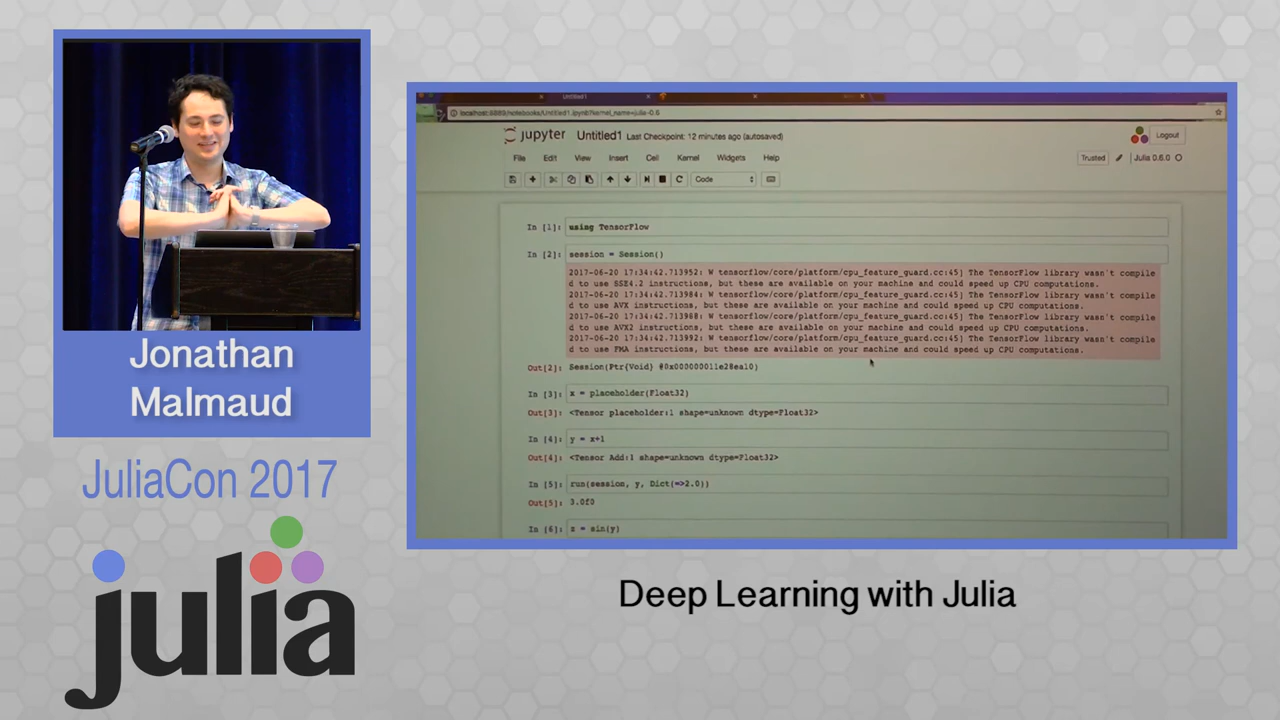 Jonathan
Malmaud
JuliaCon 2017
julia
localhost:8889/notebooks/Untitled1.ipynb?kernel_name=julia-0.6
Untitled1
jupyter Untitled1 Last Checkpoint: 12 minutes ago (autosaved)
Logout
File Edit View Insert Cell Kernel Widgets Help
Trusted Julia 0.6.0
Code
In [1]: using TensorFlow
In [2]: session = Session()
2017-06-20 17:34:42.713952: W tensorflow/core/platform/cpu_feature_guard.cc:45] The TensorFlow library wasn't compile
d to use SSE4.2 instructions, but these are available on your machine and could speed up CPU computations.
2017-06-20 17:34:42.713984: W tensorflow/core/platform/cpu_feature_guard.cc:45] The TensorFlow library wasn't compile
d to use AVX instructions, but these are available on your machine and could speed up CPU computations.
2017-06-20 17:34:42.713988: W tensorflow/core/platform/cpu_feature_guard.cc:45] The TensorFlow library wasn't compile
d to use AVX2 instructions, but these are available on your machine and could speed up CPU computations.
2017-06-20 17:34:42.713992: W tensorflow/core/platform/cpu_feature_guard.cc:45] The TensorFlow library wasn't compile
d to use FMA instructions, but these are available on your machine and could speed up CPU computations.
Out[2]: Session(Ptr{Void} @0x000000011e28ea10)
In [3]: x = placeholder(Float32)
Out[3]: <Tensor placeholder:1 shape=unknown dtype=Float32>
In [4]: y = x+1
Out[4]: <Tensor Add:1 shape=unknown dtype=Float32>
In [5]: run(session, y, Dict(=>2.0))
Out[5]: 3.0f0
In [6]: z = sin(y)
Deep Learning with Julia